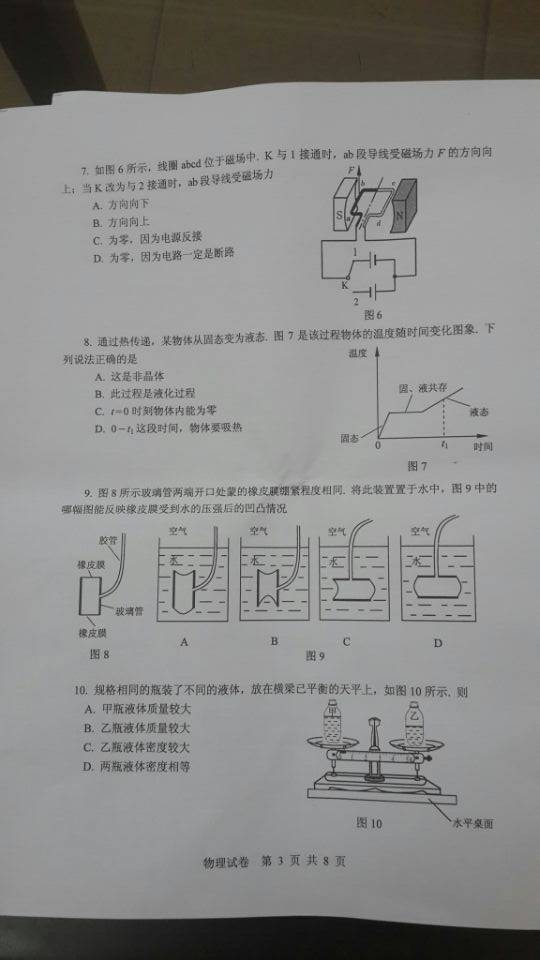 7. 如图 6 所示，线圈 abcd 位于磁场中. K 与 1 接通时，ab 段导线受磁场力 F 的方向向
上；当 K 改为与 2 接通时，ab 段导线受磁场力
A. 方向向下
B. 方向向上
C. 为零，因为电源反接
D. 为零，因为电路一定是断路
F
b
c
S
a
d
N
1
K
2
图 6
8. 通过热传递，某物体从固态变为液态. 图 7 是该过程物体的温度随时间变化图象. 下
列说法正确的是
A. 这是非晶体
B. 此过程是液化过程
C. t=0 时刻物体内能为零
D. 0－t₁ 这段时间，物体要吸热
温度
固、液共存
液态
固态
0
t₁
时间
图 7
9. 图 8 所示玻璃管两端开口处蒙的橡皮膜绷紧程度相同. 将此装置置于水中，图 9 中的
哪幅图能反映橡皮膜受到水的压强后的凹凸情况
胶管
橡皮膜
玻璃管
橡皮膜
图 8
空气
水
A
空气
水
B
空气
水
C
空气
水
D
图 9
10. 规格相同的瓶装了不同的液体，放在横梁已平衡的天平上，如图 10 所示. 则
A. 甲瓶液体质量较大
B. 乙瓶液体质量较大
C. 乙瓶液体密度较大
D. 两瓶液体密度相等
甲
乙
图 10
水平桌面
物理试卷 第 3 页 共 8 页